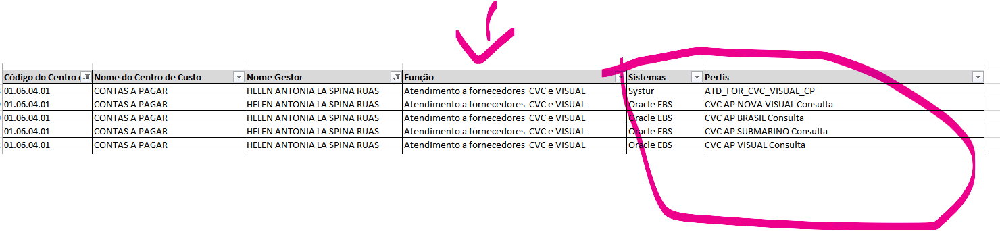 Código do Centro Nome do Centro de Custo Nome Gestor Função Sistemas Perfis
01.06.04.01 CONTAS A PAGAR HELEN ANTONIA LA SPINA RUAS Atendimento a fornecedores CVC e VISUAL Systur ATD_FOR_CVC_VISUAL_CP
01.06.04.01 CONTAS A PAGAR HELEN ANTONIA LA SPINA RUAS Atendimento a fornecedores CVC e VISUAL Oracle EBS CVC AP NOVA VISUAL Consulta
01.06.04.01 CONTAS A PAGAR HELEN ANTONIA LA SPINA RUAS Atendimento a fornecedores CVC e VISUAL Oracle EBS CVC AP BRASIL Consulta
01.06.04.01 CONTAS A PAGAR HELEN ANTONIA LA SPINA RUAS Atendimento a fornecedores CVC e VISUAL Oracle EBS CVC AP SUBMARINO Consulta
01.06.04.01 CONTAS A PAGAR HELEN ANTONIA LA SPINA RUAS Atendimento a fornecedores CVC e VISUAL Oracle EBS CVC AP VISUAL Consulta